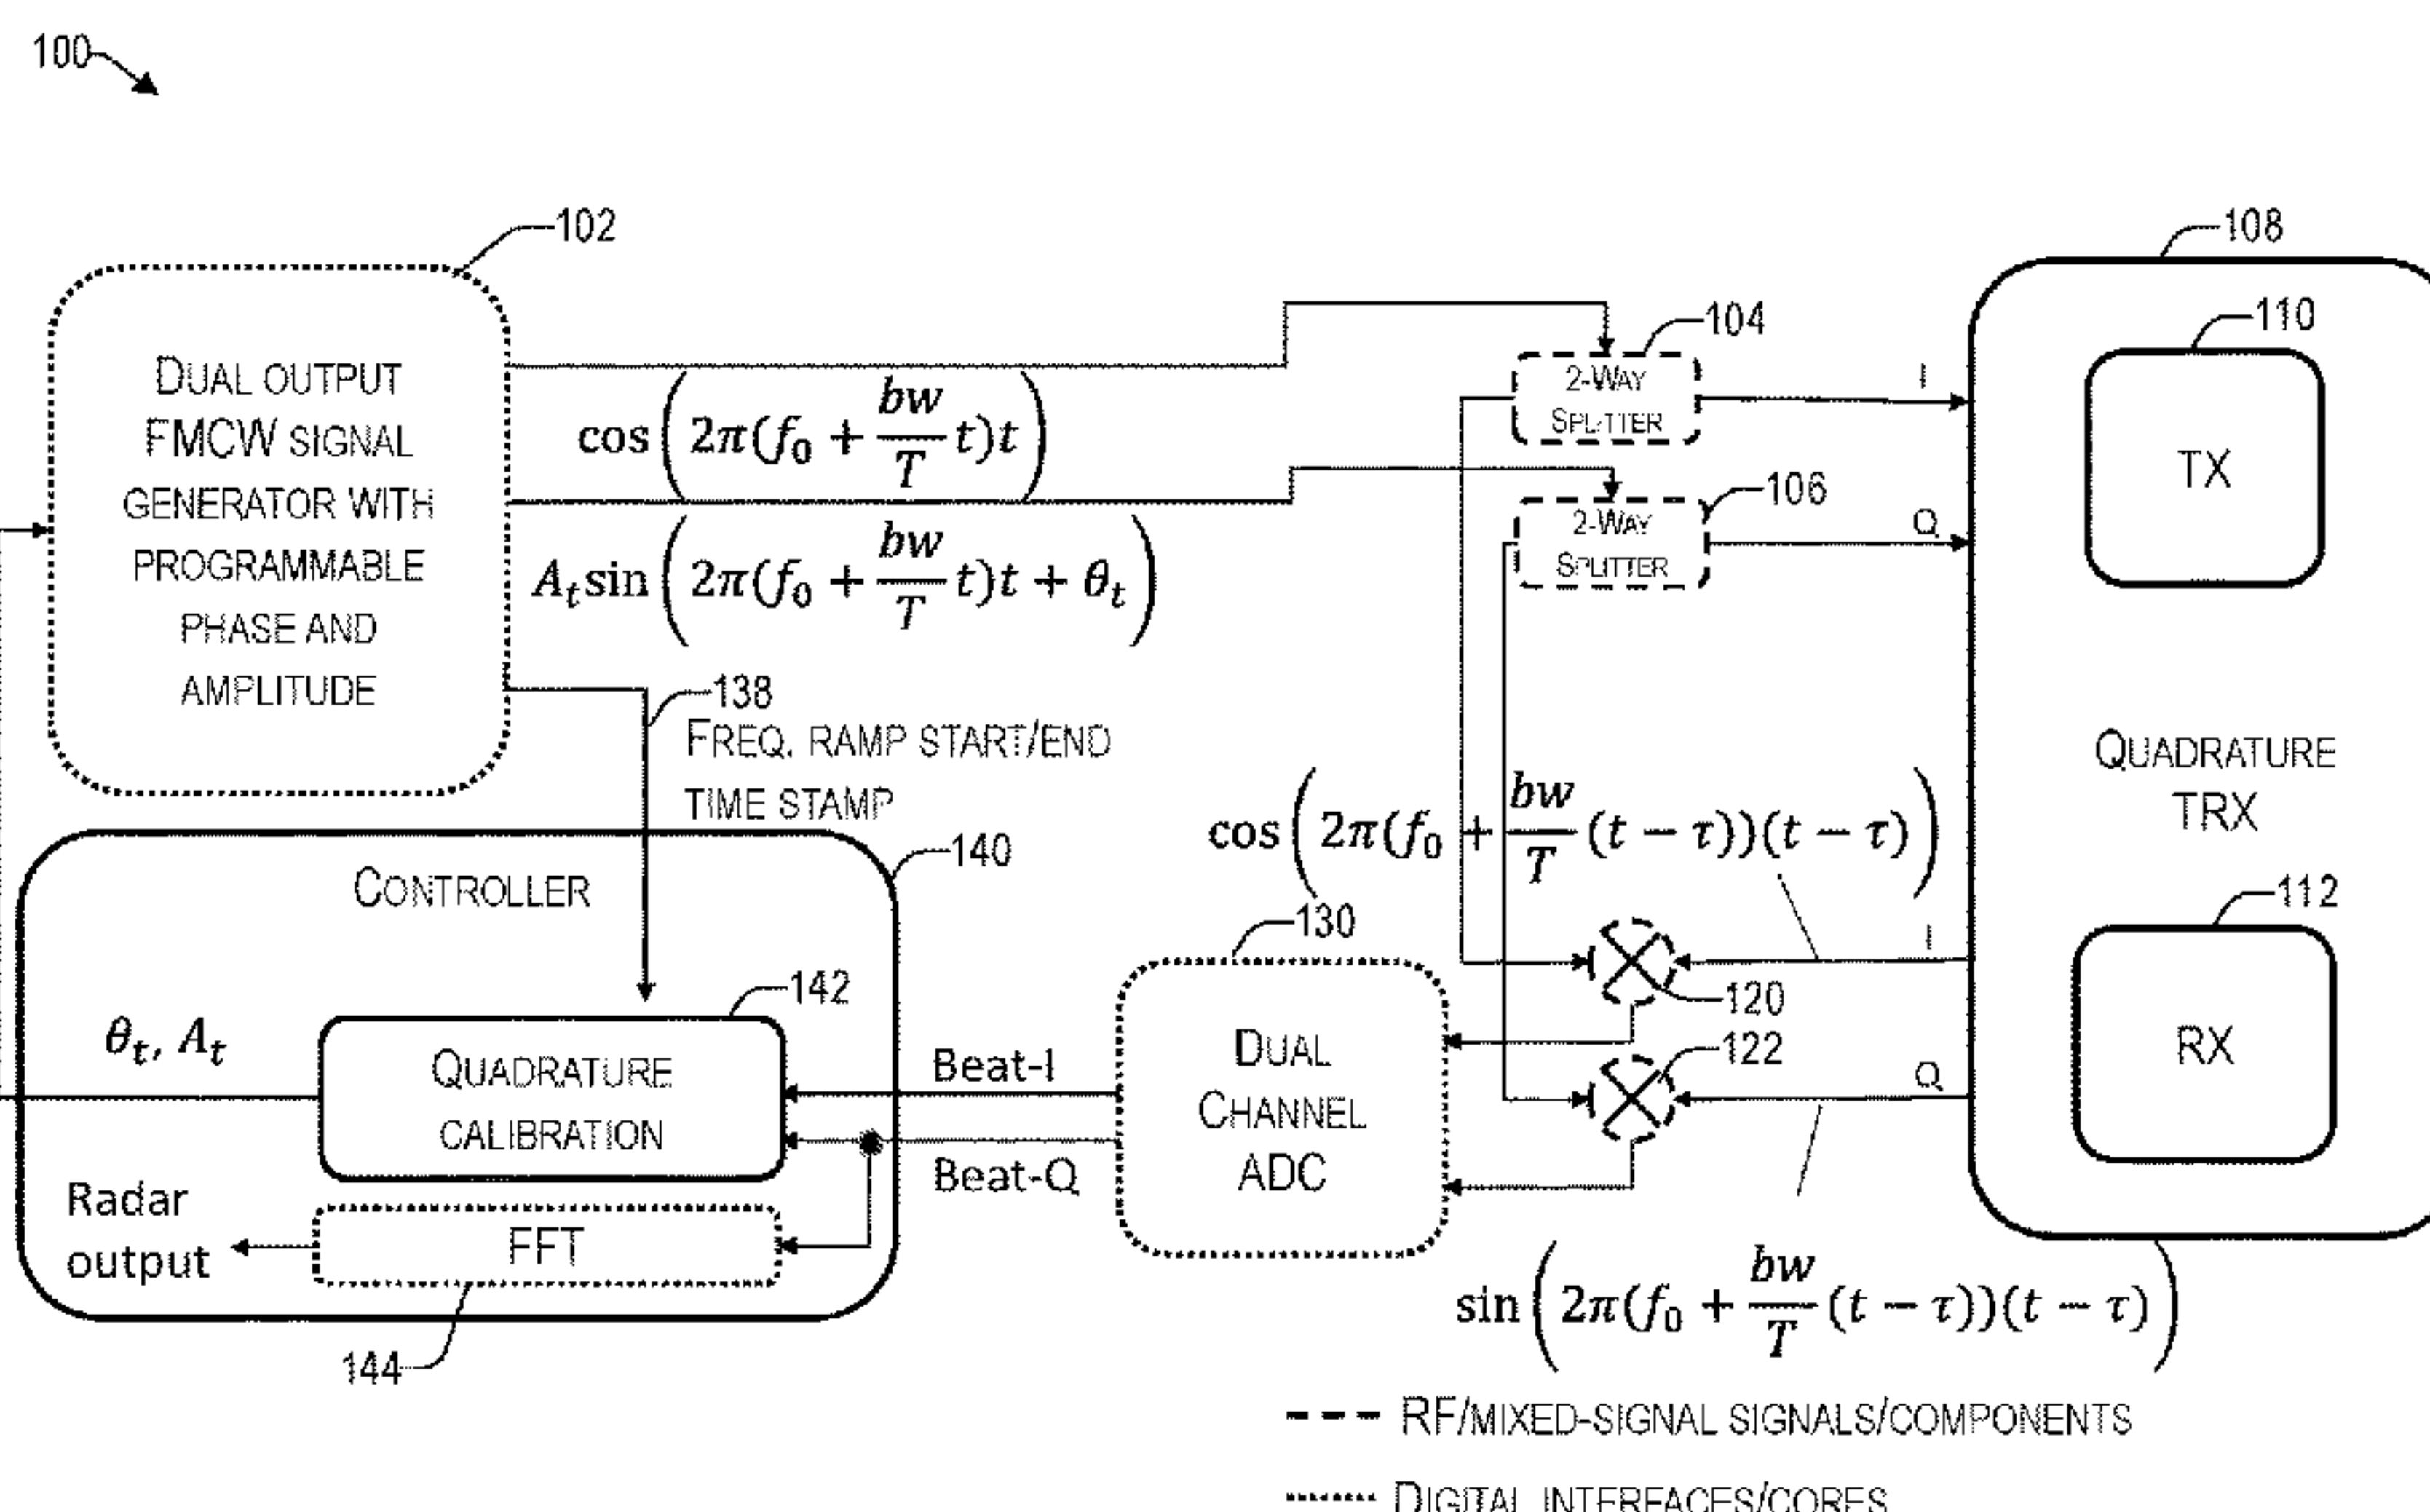 100
102
DUAL OUTPUT
FMCW SIGNAL
GENERATOR WITH
PROGRAMMABLE
PHASE AND
AMPLITUDE
cos(2π(f₀ + bw/T t)t)
Aₜsin(2π(f₀ + bw/T t)t + θₜ)
104
2-WAY
SPLITTER
106
2-WAY
SPLITTER
I
Q
108
110
TX
QUADRATURE
TRX
112
RX
138
FREQ. RAMP START/END
TIME STAMP
cos(2π(f₀ + bw/T (t − τ))(t − τ))
I
120
122
Q
sin(2π(f₀ + bw/T (t − τ))(t − τ))
130
DUAL
CHANNEL
ADC
Beat-I
Beat-Q
140
CONTROLLER
142
QUADRATURE
CALIBRATION
θₜ, Aₜ
Radar
output
FFT
144
RF/MIXED-SIGNAL SIGNALS/COMPONENTS
DIGITAL INTERFACES/CORES